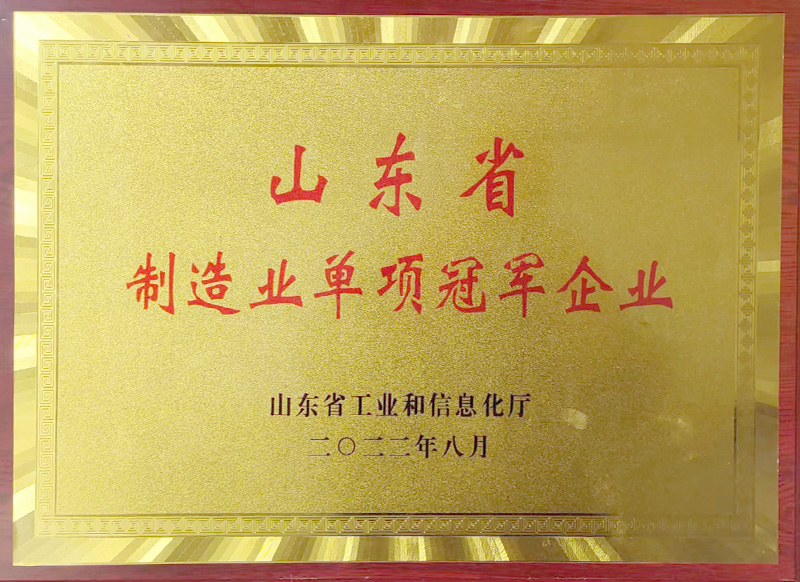 山东省
制造业单项冠军企业
山东省工业和信息化厅
二〇二二年八月